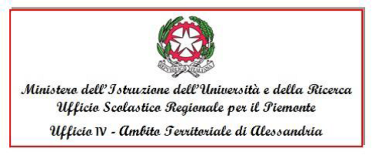 Ministero dell'Istruzione dell'Università e della Ricerca
Ufficio Scolastico Regionale per il Piemonte
Ufficio IV - Ambito Territoriale di Alessandria